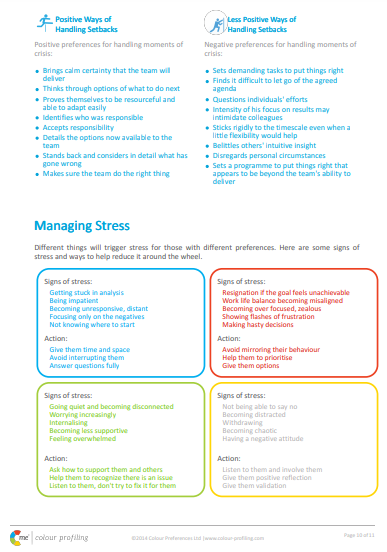 Positive Ways of
Handling Setbacks
Positive preferences for handling moments of
crisis:
Brings calm certainty that the team will
deliver
Thinks through options of what to do next
Proves themselves to be resourceful and
able to adapt easily
Identifies who was responsible
Accepts responsibility
Details the options now available to the
team
Stands back and considers in detail what has
gone wrong
Makes sure the team do the right thing
Less Positive Ways of
Handling Setbacks
Negative preferences for handling moments of
crisis:
Sets demanding tasks to put things right
Finds it difficult to let go of the agreed
agenda
Questions individuals' efforts
Intensity of his focus on results may
intimidate colleagues
Sticks rigidly to the timescale even when a
little flexibility would help
Belittles others' intuitive insight
Disregards personal circumstances
Sets a programme to put things right that
appears to be beyond the team's ability to
deliver
Managing Stress
Different things will trigger stress for those with different preferences. Here are some signs of
stress and ways to help reduce it around the wheel.
Signs of stress:
Getting stuck in analysis
Being impatient
Becoming unresponsive, distant
Focusing only on the negatives
Not knowing where to start
Action:
Give them time and space
Avoid interrupting them
Answer questions fully
Signs of stress:
Resignation if the goal feels unachievable
Work life balance becoming misaligned
Becoming over focused, zealous
Showing flashes of frustration
Making hasty decisions
Action:
Avoid mirroring their behaviour
Help them to prioritise
Give them options
Signs of stress:
Going quiet and becoming disconnected
Worrying increasingly
Internalising
Becoming less supportive
Feeling overwhelmed
Action:
Ask how to support them and others
Help them to recognize there is an issue
Listen to them, don't try to fix it for them
Signs of stress:
Not being able to say no
Becoming distracted
Withdrawing
Becoming chaotic
Having a negative attitude
Action:
Listen to them and involve them
Give them positive reflection
Give them validation
me colour profiling
©2014 Colour Preferences Ltd |www.colour-profiling.com
Page 10 of 11